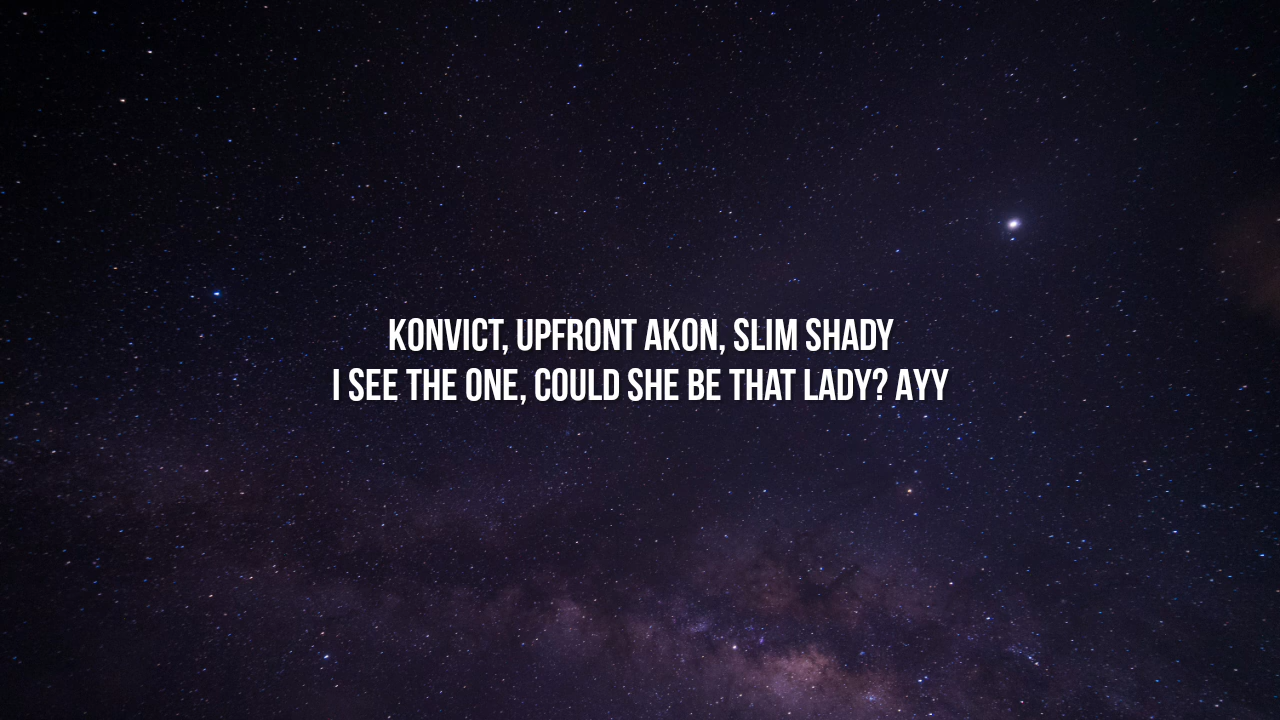 KONVICT, UPFRONT AKON, SLIM SHADY
I SEE THE ONE, COULD SHE BE THAT LADY? AYY